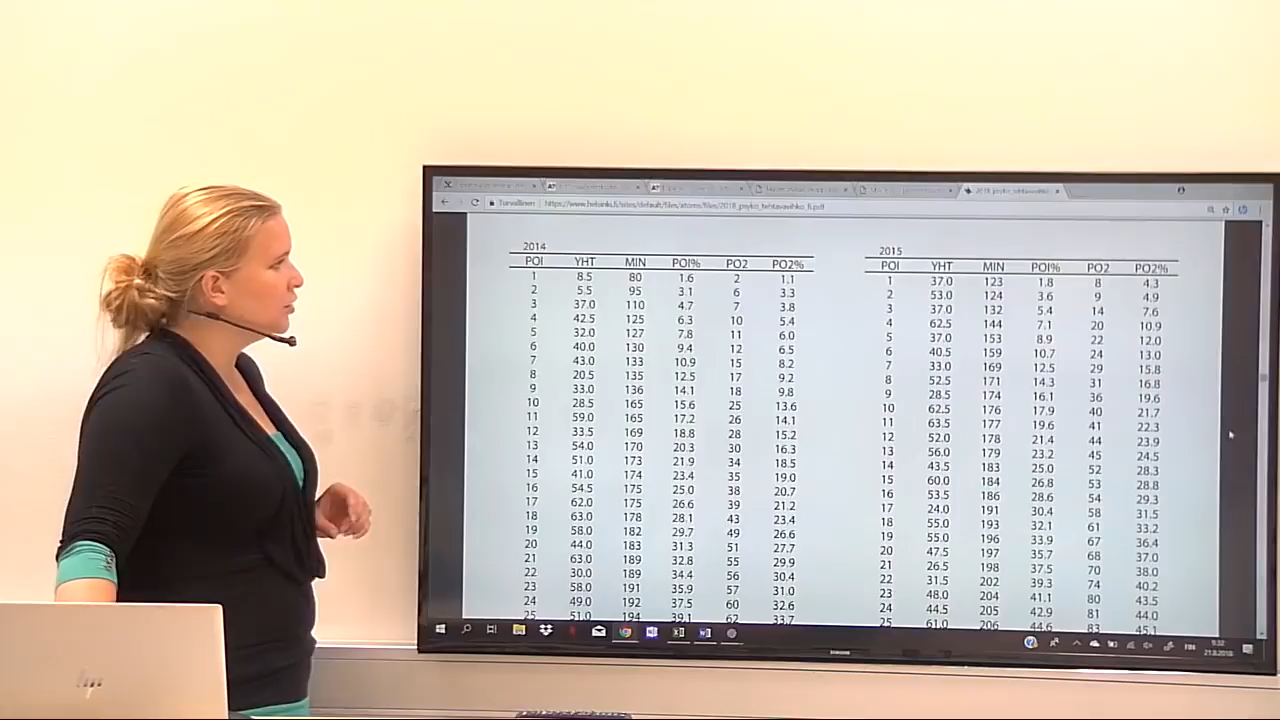 Turvallinen https://www.helsinki.fi/sites/default/files/atoms/files/2018_psyko_tehtavavihko_fi.pdf
2014
POI YHT MIN POI% PO2 PO2%
1 8.5 80 1.6 2 1.1
2 5.5 95 3.1 6 3.3
3 37.0 110 4.7 7 3.8
4 42.5 125 6.3 10 5.4
5 32.0 127 7.8 11 6.0
6 40.0 130 9.4 12 6.5
7 43.0 133 10.9 15 8.2
8 20.5 135 12.5 17 9.2
9 33.0 136 14.1 18 9.8
10 28.5 165 15.6 25 13.6
11 59.0 165 17.2 26 14.1
12 33.5 169 18.8 28 15.2
13 54.0 170 20.3 30 16.3
14 51.0 173 21.9 34 18.5
15 41.0 174 23.4 35 19.0
16 54.5 175 25.0 38 20.7
17 62.0 175 26.6 39 21.2
18 63.0 178 28.1 43 23.4
19 58.0 182 29.7 49 26.6
20 44.0 183 31.3 51 27.7
21 63.0 189 32.8 55 29.9
22 30.0 189 34.4 56 30.4
23 58.0 191 35.9 57 31.0
24 49.0 192 37.5 60 32.6
25 51.0 194 39.1 62 33.7
2015
POI YHT MIN POI% PO2 PO2%
1 37.0 123 1.8 8 4.3
2 53.0 124 3.6 9 4.9
3 37.0 132 5.4 14 7.6
4 62.5 144 7.1 20 10.9
5 37.0 153 8.9 22 12.0
6 40.5 159 10.7 24 13.0
7 33.0 169 12.5 29 15.8
8 52.5 171 14.3 31 16.8
9 28.5 174 16.1 36 19.6
10 62.5 176 17.9 40 21.7
11 63.5 177 19.6 41 22.3
12 52.0 178 21.4 44 23.9
13 56.0 179 23.2 45 24.5
14 43.5 183 25.0 52 28.3
15 60.0 184 26.8 53 28.8
16 53.5 186 28.6 54 29.3
17 24.0 191 30.4 58 31.5
18 55.0 193 32.1 61 33.2
19 55.0 196 33.9 67 36.4
20 47.5 197 35.7 68 37.0
21 26.5 198 37.5 70 38.0
22 31.5 202 39.3 74 40.2
23 48.0 204 41.1 80 43.5
24 44.5 205 42.9 81 44.0
25 61.0 206 44.6 83 45.1
FIN
21.8.2018
SAMSUNG
hp